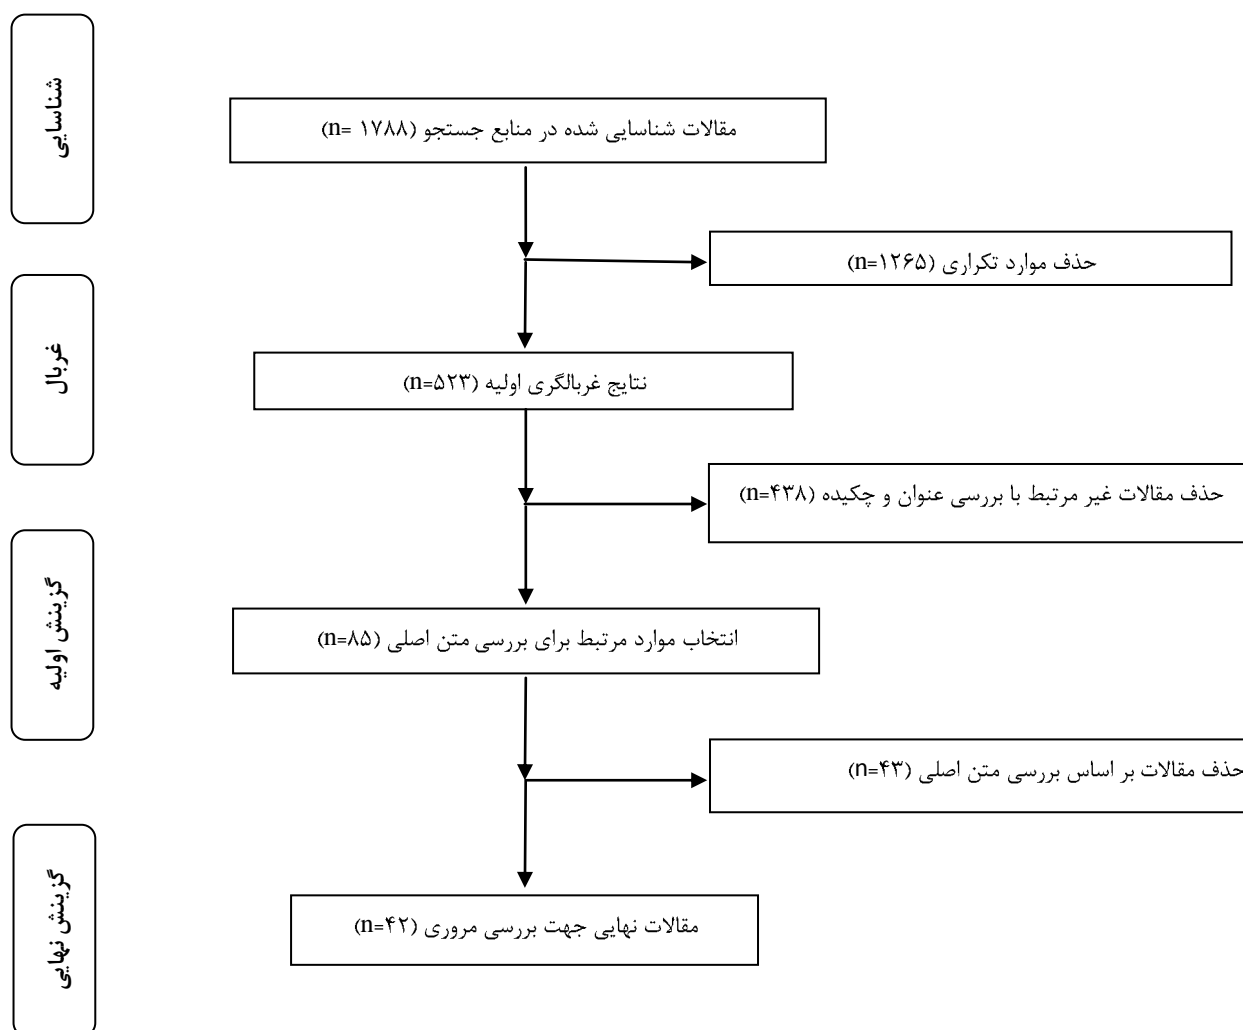 شناسایی
مقالات شناسایی شده در منابع جستجو (n= ۱۷۸۸)
حذف موارد تکراری (n=۱۲۶۵)
غربال
نتایج غربالگری اولیه (n=۵۲۳)
حذف مقالات غیر مرتبط با بررسی عنوان و چکیده (n=۴۳۸)
گزینش اولیه
انتخاب موارد مرتبط برای بررسی متن اصلی (n=۸۵)
حذف مقالات بر اساس بررسی متن اصلی (n=۴۳)
گزینش نهایی
مقالات نهایی جهت بررسی مروری (n=۴۲)